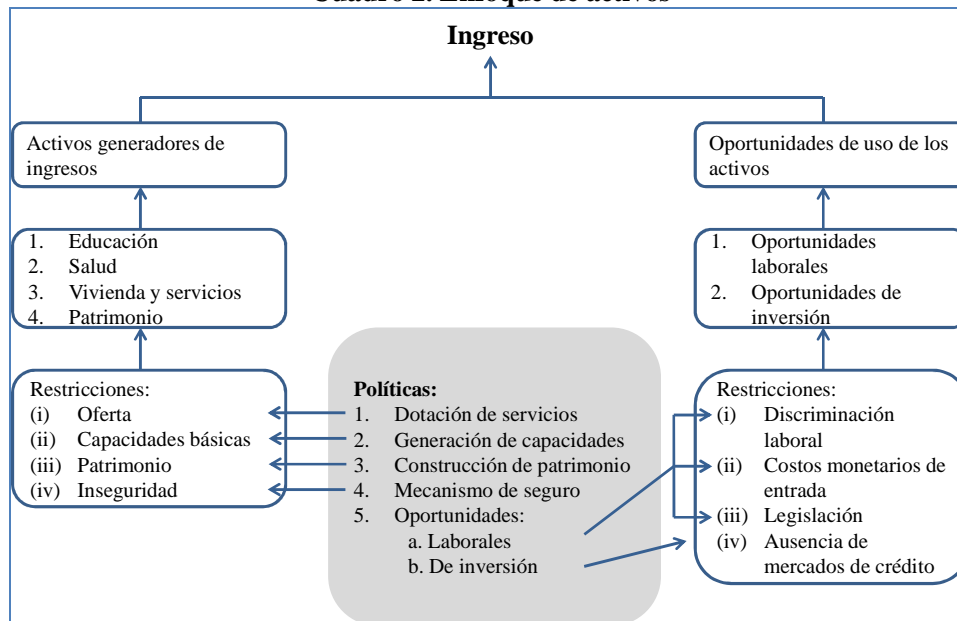 Ingreso
Activos generadores de
ingresos
Oportunidades de uso de los
activos
1. Educación
2. Salud
3. Vivienda y servicios
4. Patrimonio
1. Oportunidades
laborales
2. Oportunidades de
inversión
Restricciones:
(i) Oferta
(ii) Capacidades básicas
(iii) Patrimonio
(iv) Inseguridad
Políticas:
1. Dotación de servicios
2. Generación de capacidades
3. Construcción de patrimonio
4. Mecanismo de seguro
5. Oportunidades:
a. Laborales
b. De inversión
Restricciones:
(i) Discriminación
laboral
(ii) Costos monetarios de
entrada
(iii) Legislación
(iv) Ausencia de
mercados de crédito